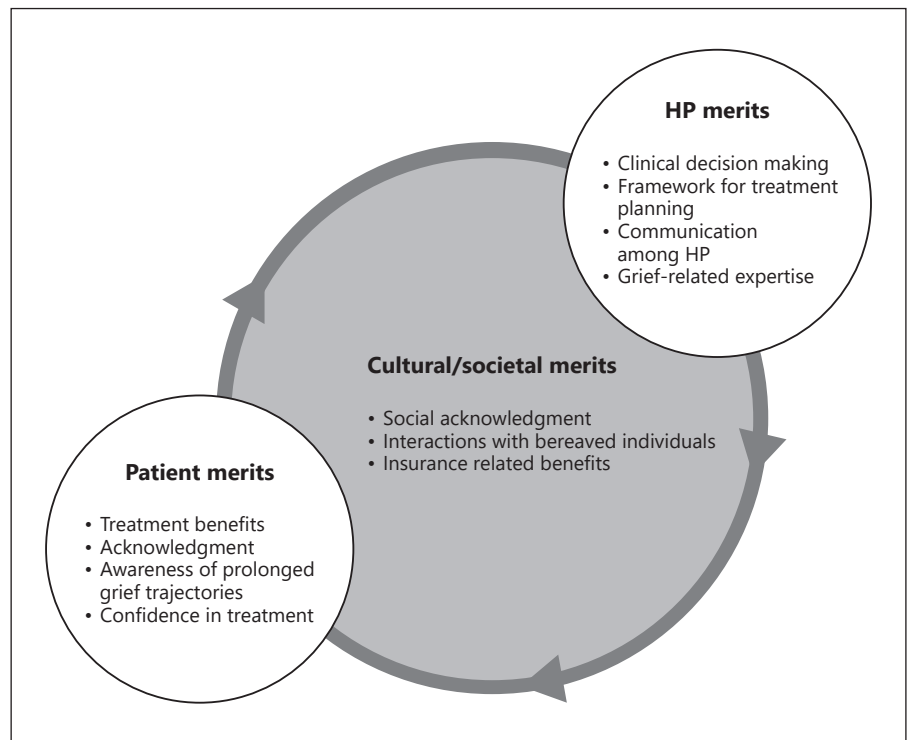 HP merits
• Clinical decision making
• Framework for treatment
planning
• Communication
among HP
• Grief-related expertise
Cultural/societal merits
• Social acknowledgment
• Interactions with bereaved individuals
• Insurance related benefits
Patient merits
• Treatment benefits
• Acknowledgment
• Awareness of prolonged
grief trajectories
• Confidence in treatment